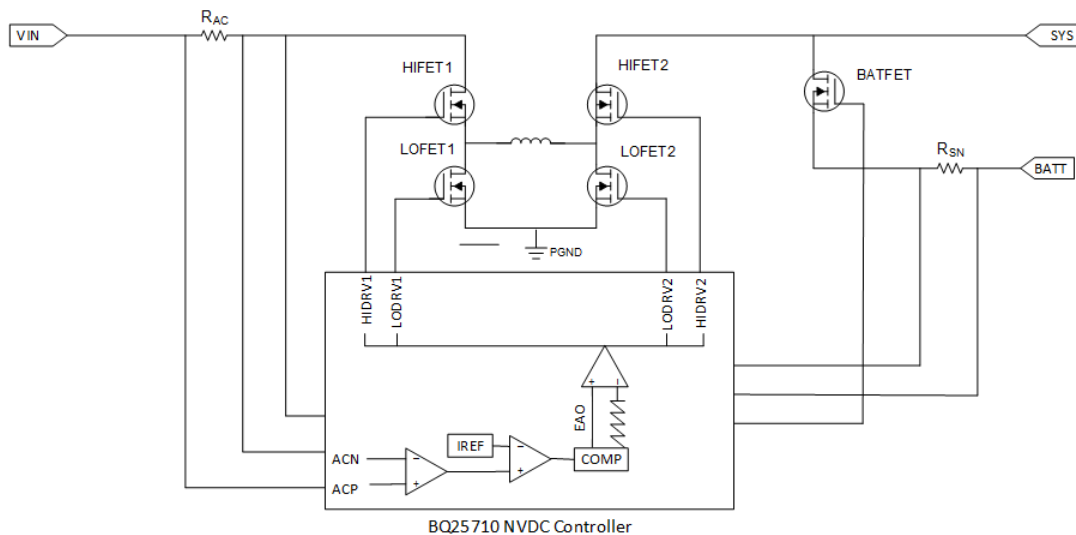 VIN
RAC
SYS
HIFET1
HIFET2
BATFET
LOFET1
LOFET2
RSN
BATT
PGND
HIDRV1
LODRV1
LODRV2
HIDRV2
+
−
EAO
IREF
−
+
COMP
ACN
−
ACP
+
BQ25710 NVDC Controller